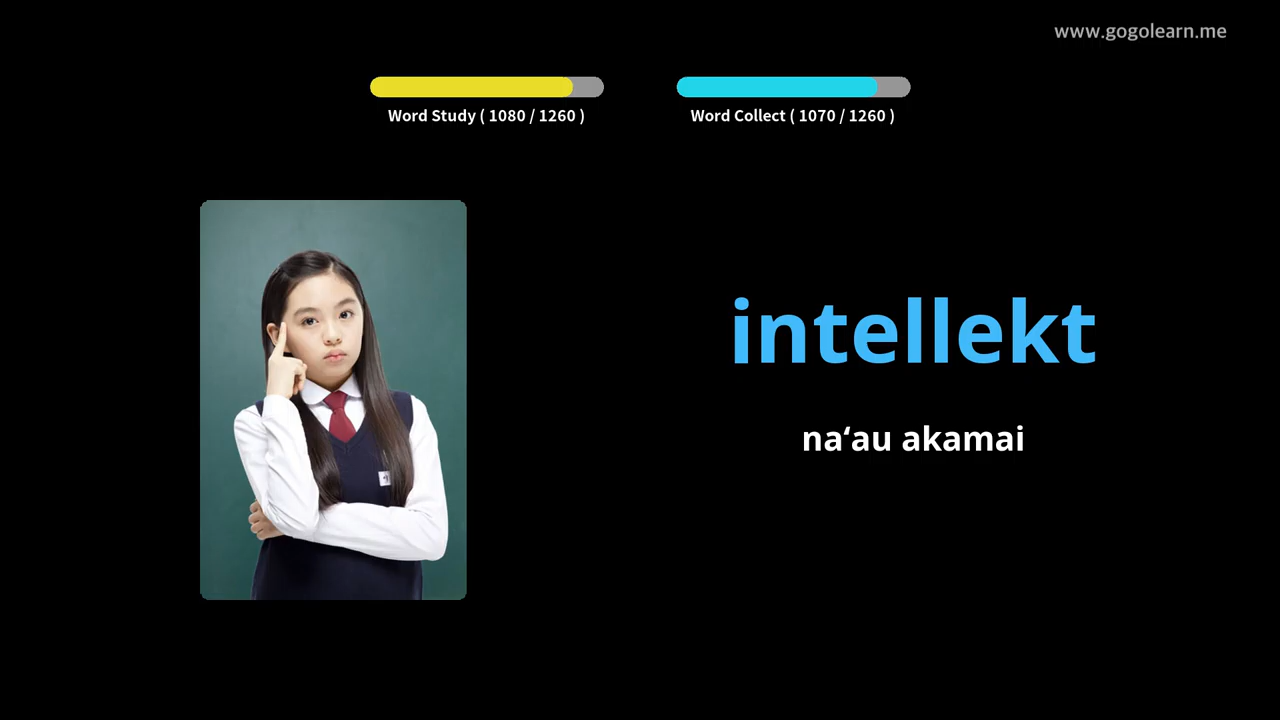 www.gogolearn.me
Word Study ( 1080 / 1260 )
Word Collect ( 1070 / 1260 )
intellekt
naʻau akamai